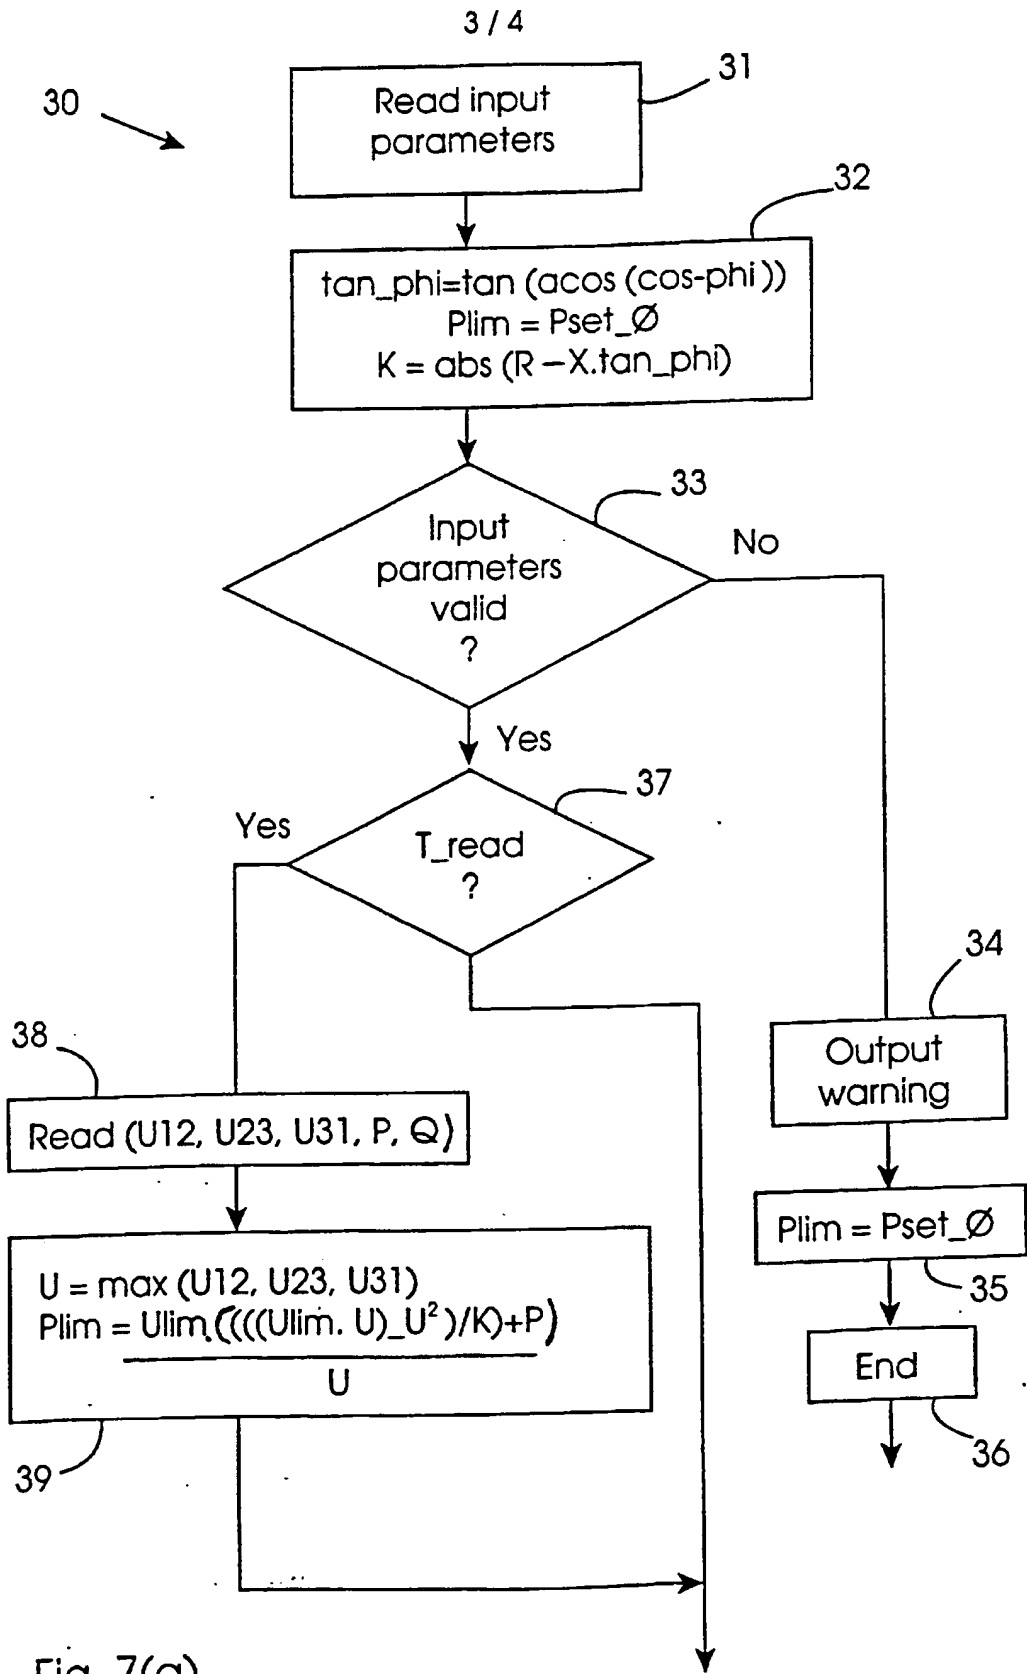 3 / 4
30
31
Read input
parameters
32
tan_phi=tan (acos (cos-phi))
Plim = Pset_Ø
K = abs (R – X.tan_phi)
33
Input
parameters
valid
?
No
Yes
37
T_read
?
Yes
34
Output
warning
38
Read (U12, U23, U31, P, Q)
Plim = Pset_Ø
35
U = max (U12, U23, U31)
Plim = Ulim.((((Ulim. U)_U²)/K)+P)
U
39
End
36
Fig. 7(a)